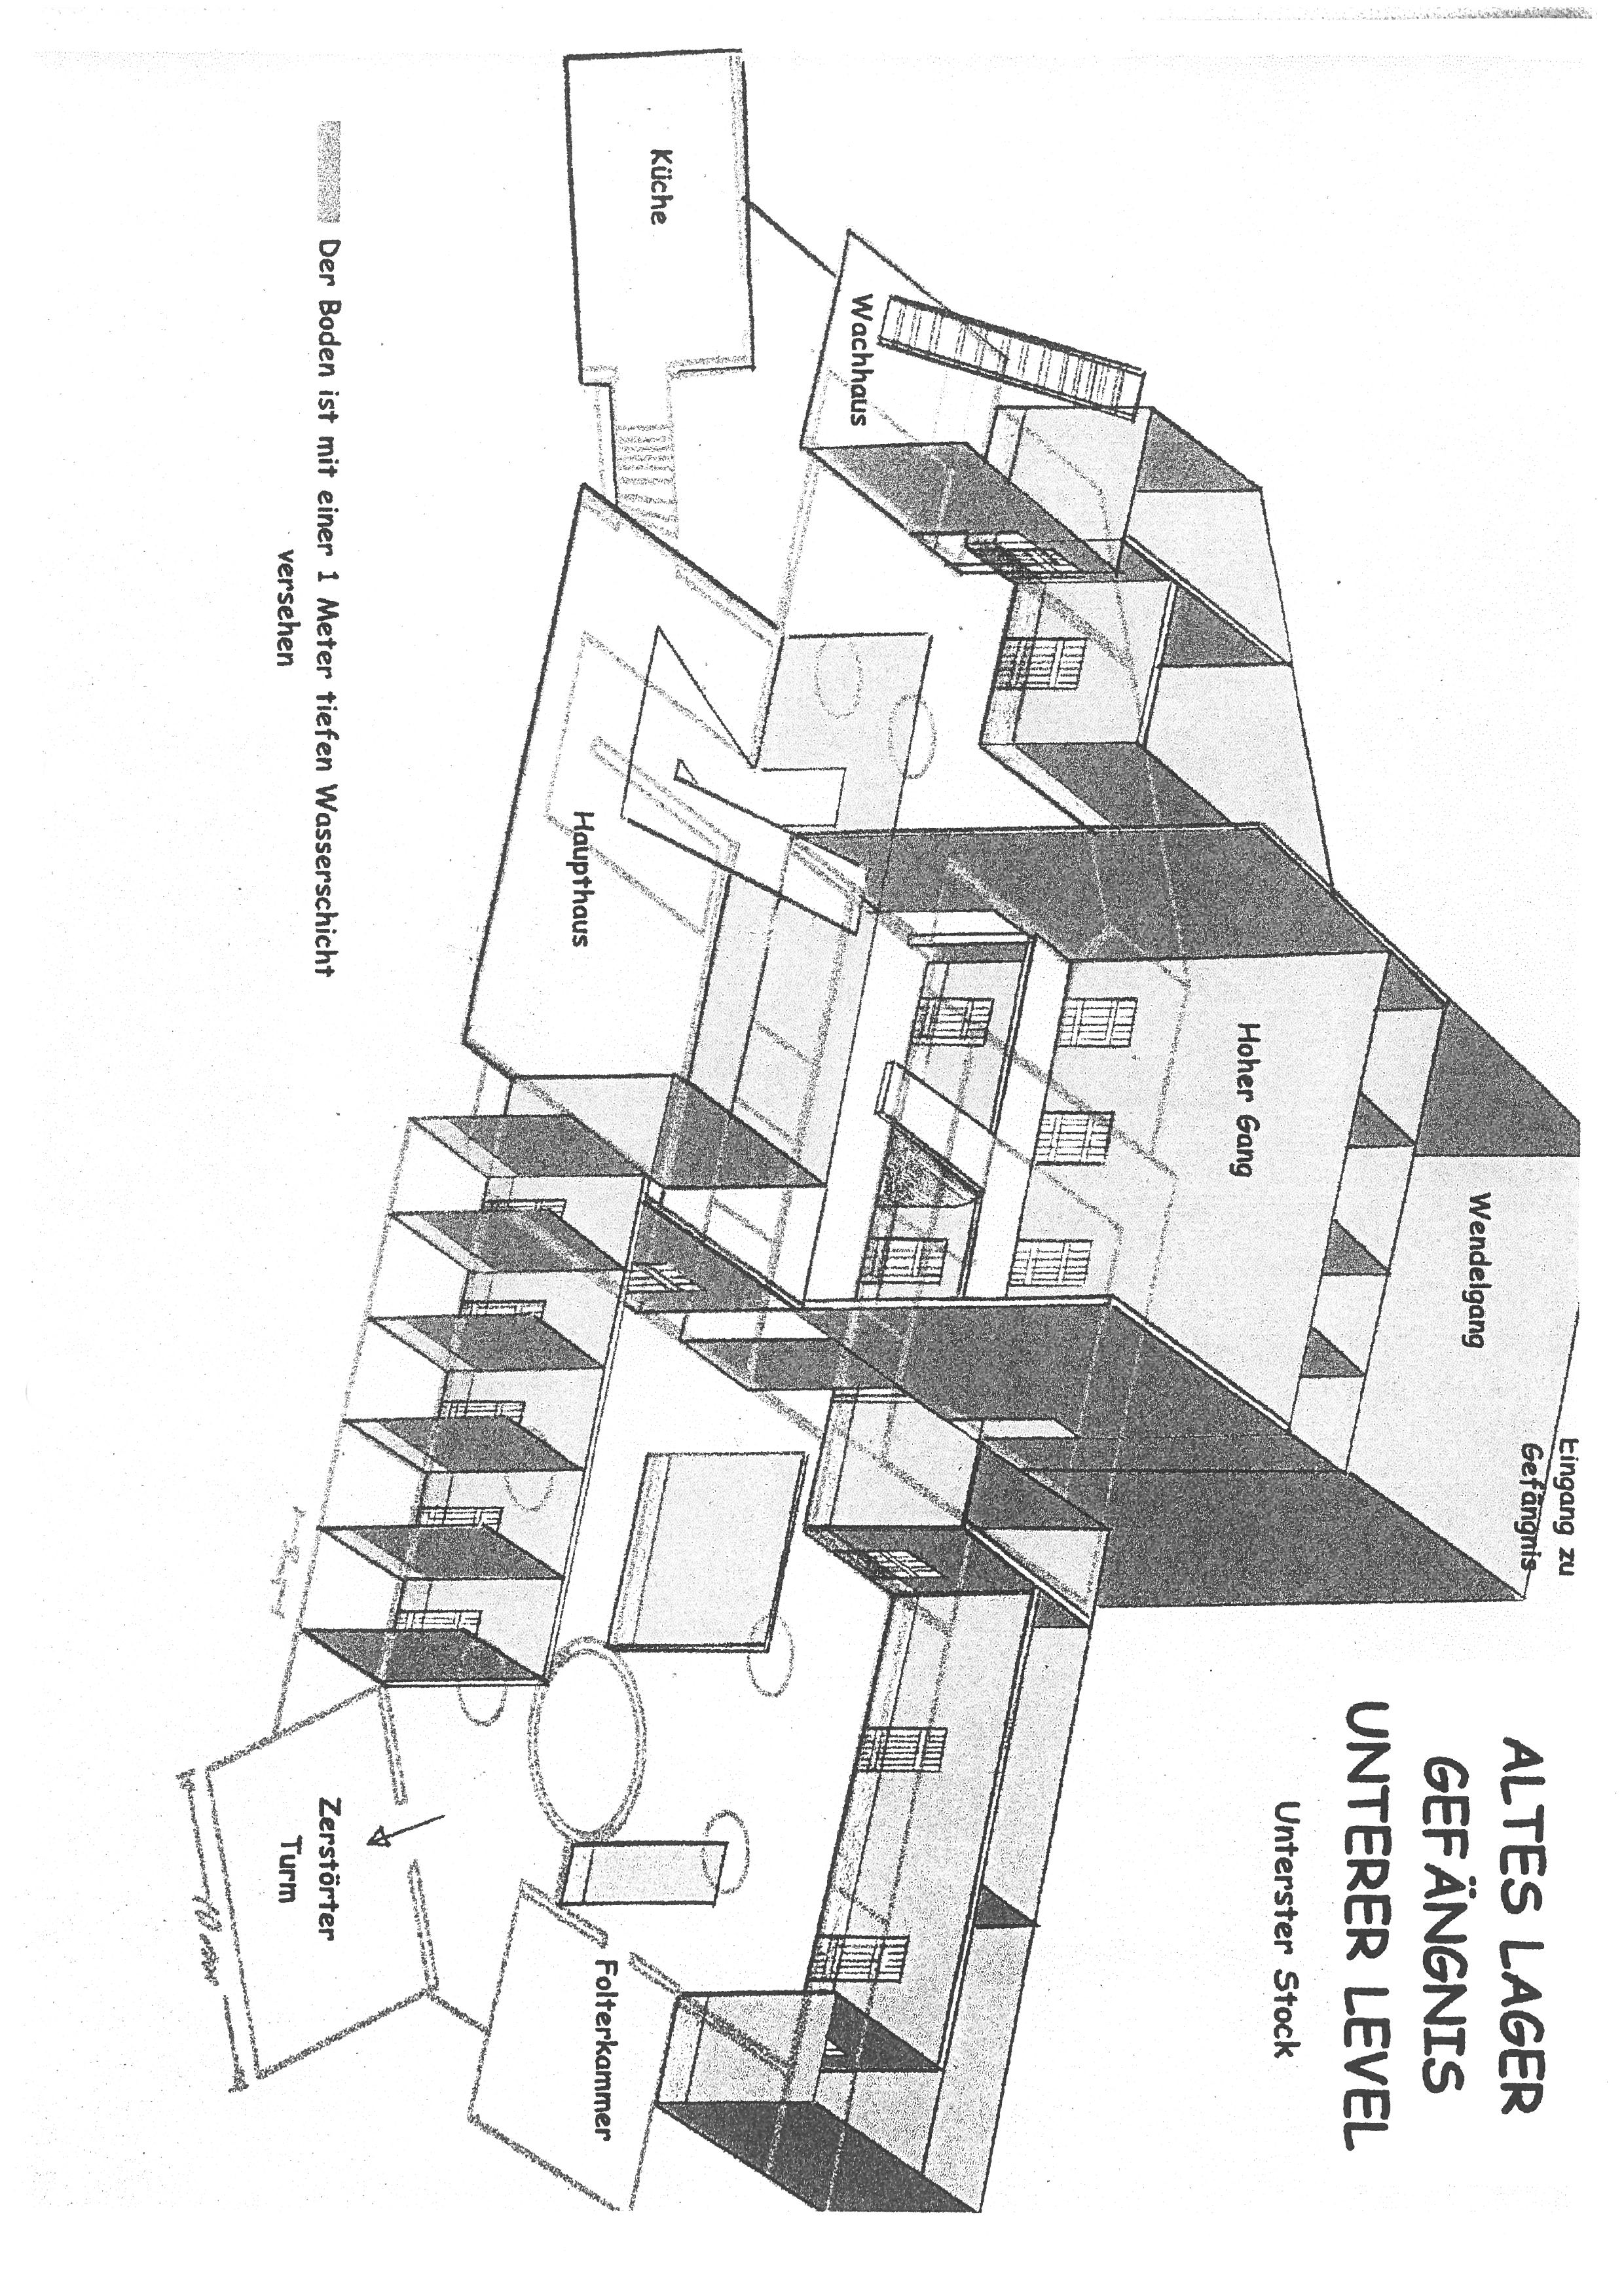 ALTES LAGER
GEFÄNGNIS
UNTERER LEVEL
Unterster Stock
Eingang zu
Gefängnis
Wendelgang
Hoher Gang
Wachhaus
Küche
Haupthaus
Folterkammer
Zerstörter
Turm
10
Der Boden ist mit einer 1 Meter tiefen Wasserschicht
versehen